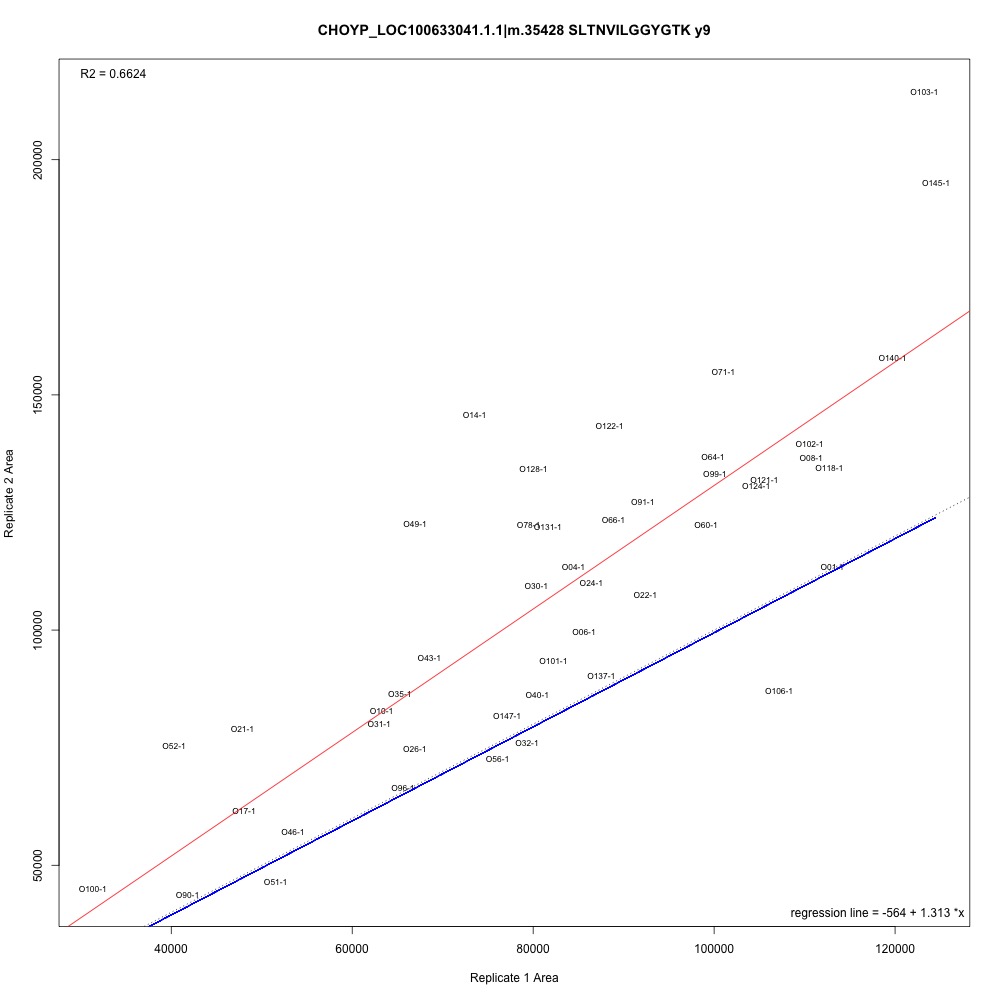 CHOYP_LOC100633041.1.1|m.35428 SLTNVILGGYGTK y9
R2 = 0.6624
O103-1
O145-1
O140-1
O71-1
O14-1
O122-1
O102-1
O64-1
O08-1
O118-1
O128-1
O99-1
O121-1
O124-1
O91-1
O66-1
O49-1
O78-1
O131-1
O60-1
O04-1
O01-1
O24-1
O30-1
O22-1
O06-1
O101-1
O43-1
O137-1
O106-1
O35-1
O40-1
O10-1
O147-1
O31-1
O21-1
O52-1
O26-1
O32-1
O56-1
O96-1
O17-1
O46-1
O100-1
O51-1
O90-1
regression line = -564 + 1.313 *x
200000
150000
100000
50000
Replicate 2 Area
40000 60000 80000 100000 120000
Replicate 1 Area